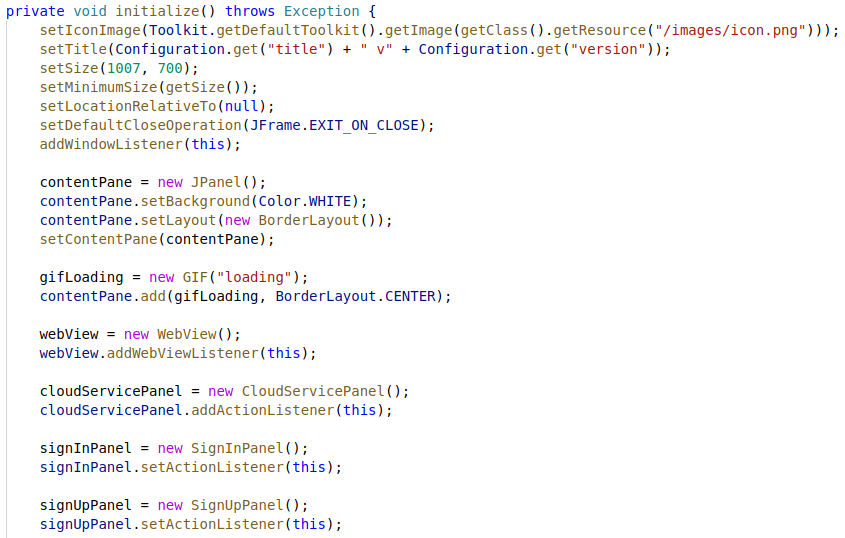 private void initialize() throws Exception {
    setIconImage(Toolkit.getDefaultToolkit().getImage(getClass().getResource("/images/icon.png")));
    setTitle(Configuration.get("title") + " v" + Configuration.get("version"));
    setSize(1007, 700);
    setMinimumSize(getSize());
    setLocationRelativeTo(null);
    setDefaultCloseOperation(JFrame.EXIT_ON_CLOSE);
    addWindowListener(this);

    contentPane = new JPanel();
    contentPane.setBackground(Color.WHITE);
    contentPane.setLayout(new BorderLayout());
    setContentPane(contentPane);

    gifLoading = new GIF("loading");
    contentPane.add(gifLoading, BorderLayout.CENTER);

    webView = new WebView();
    webView.addWebViewListener(this);

    cloudServicePanel = new CloudServicePanel();
    cloudServicePanel.addActionListener(this);

    signInPanel = new SignInPanel();
    signInPanel.setActionListener(this);

    signUpPanel = new SignUpPanel();
    signUpPanel.setActionListener(this);